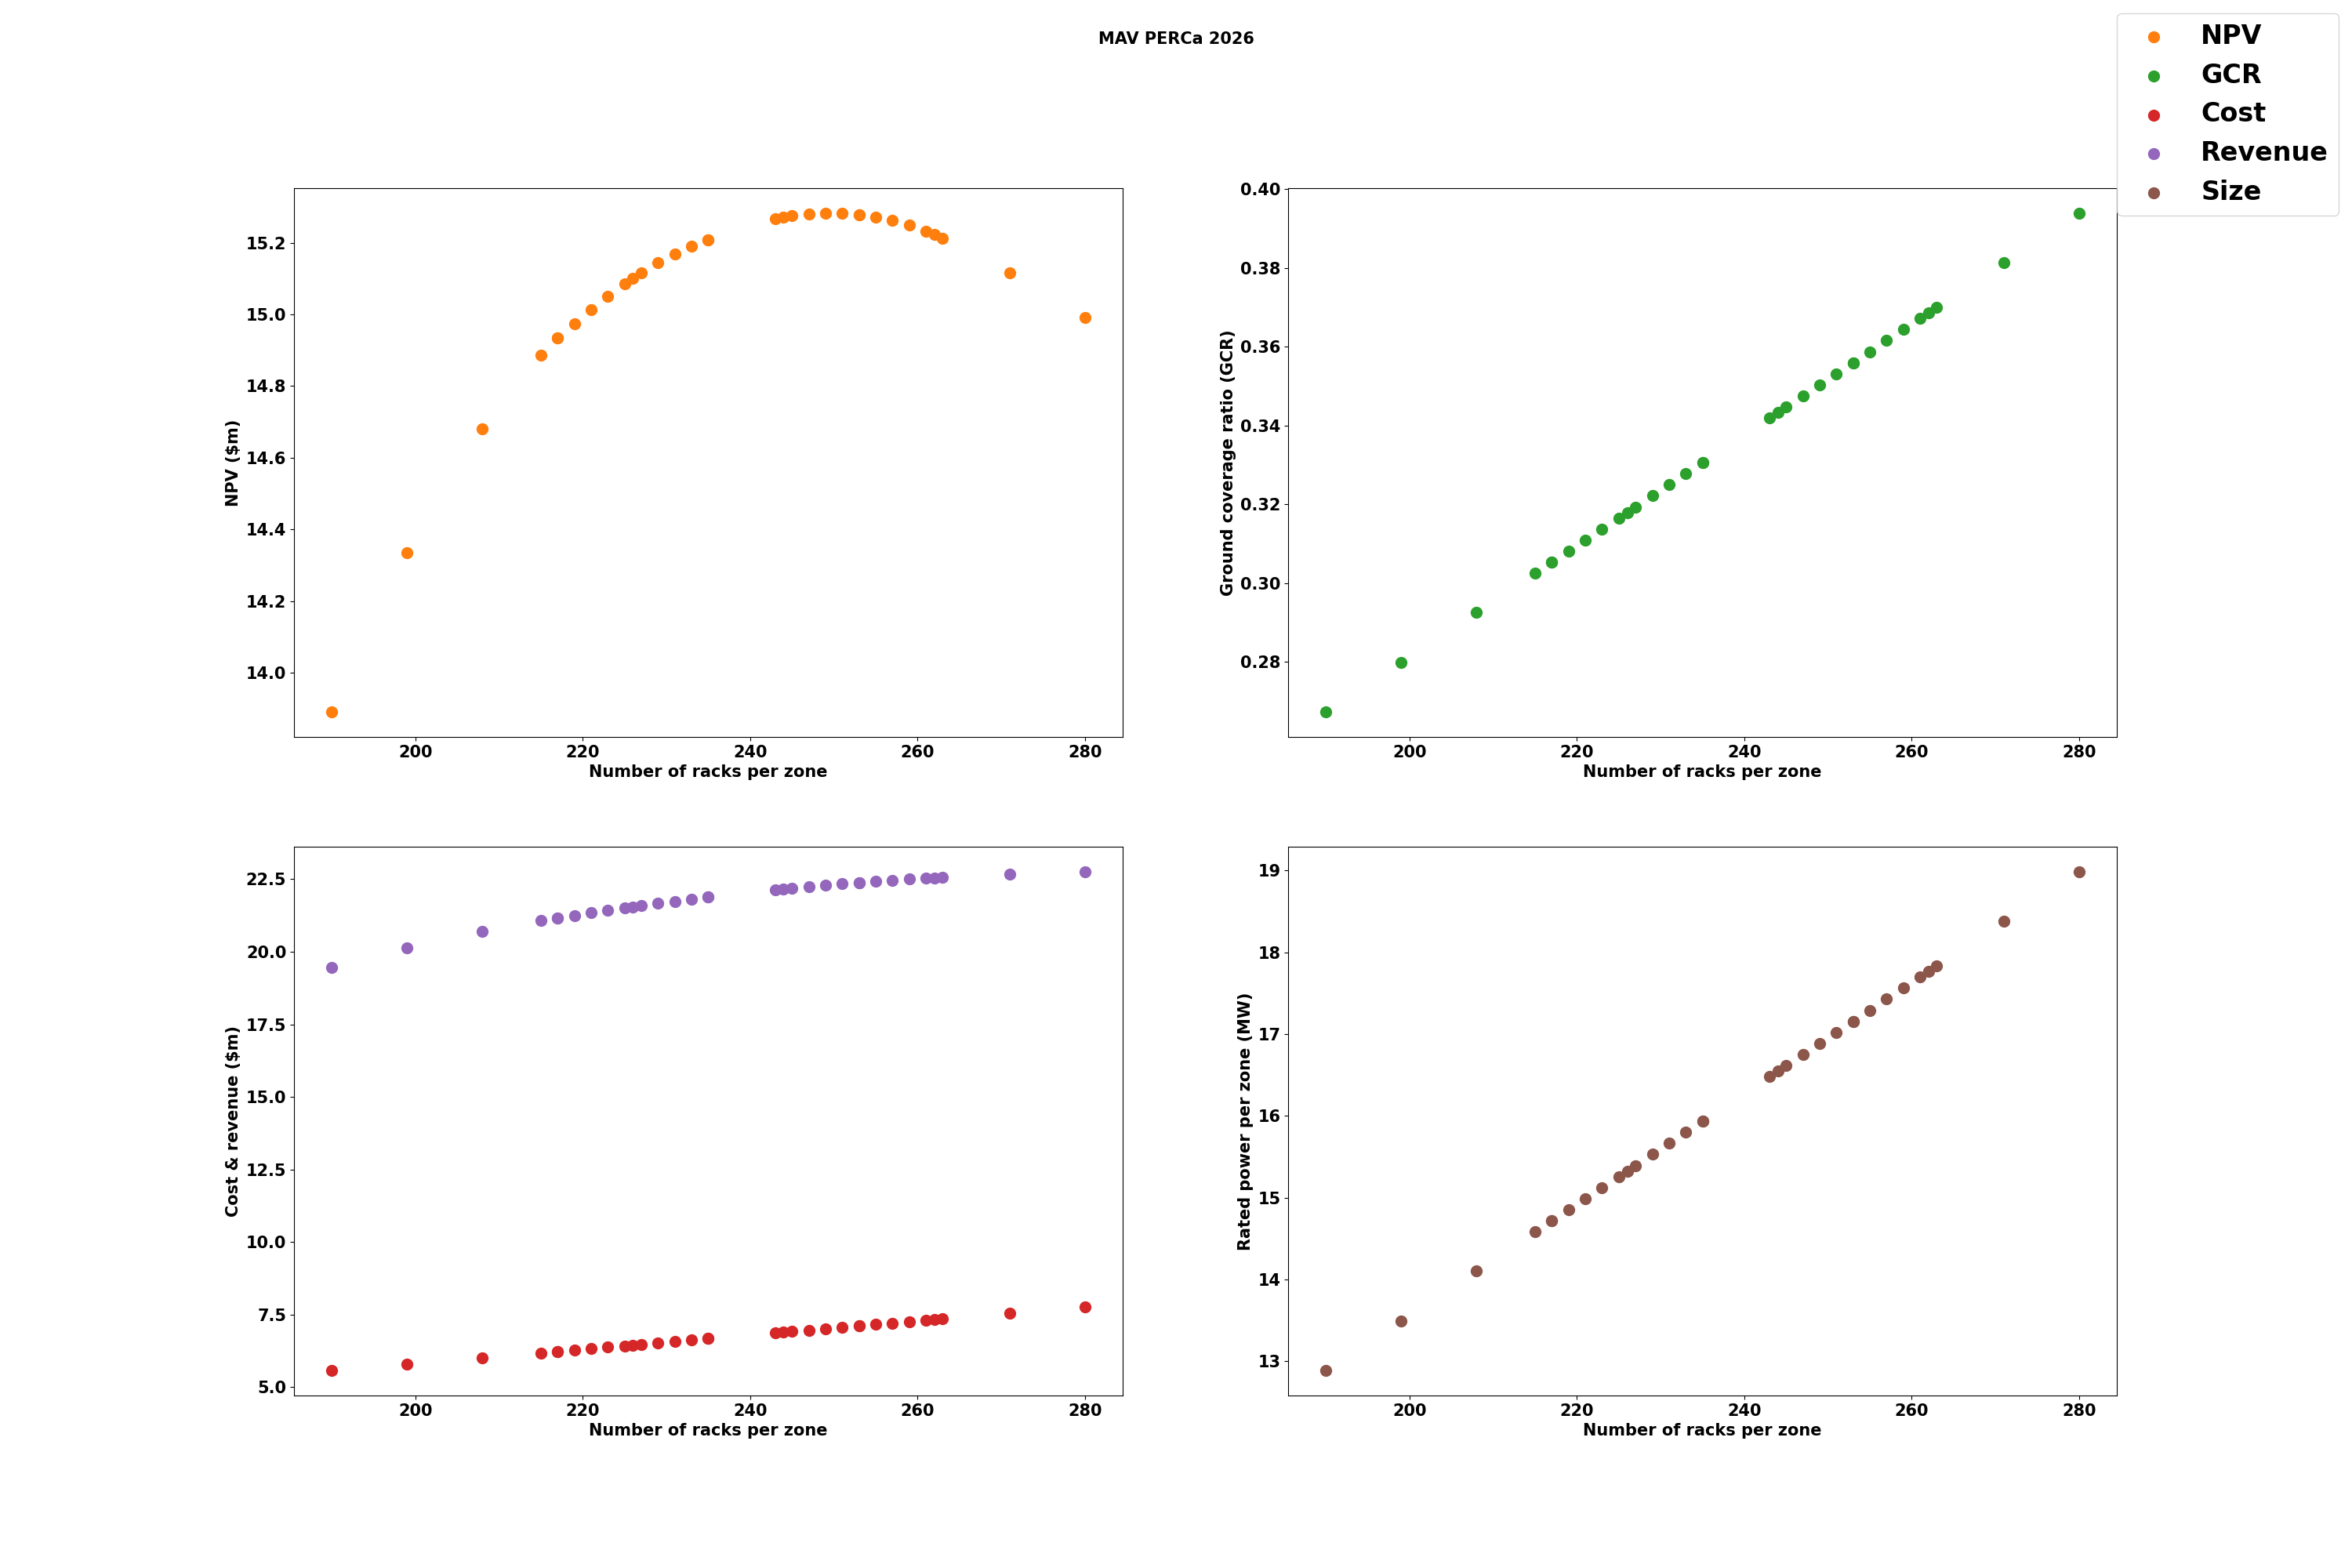 MAV PERCa 2026
NPV
GCR
Cost
Revenue
Size
NPV ($m)
15.2
15.0
14.8
14.6
14.4
14.2
14.0
200 220 240 260 280
Number of racks per zone
Ground coverage ratio (GCR)
0.40
0.38
0.36
0.34
0.32
0.30
0.28
200 220 240 260 280
Number of racks per zone
Cost & revenue ($m)
22.5
20.0
17.5
15.0
12.5
10.0
7.5
5.0
200 220 240 260 280
Number of racks per zone
Rated power per zone (MW)
19
18
17
16
15
14
13
200 220 240 260 280
Number of racks per zone